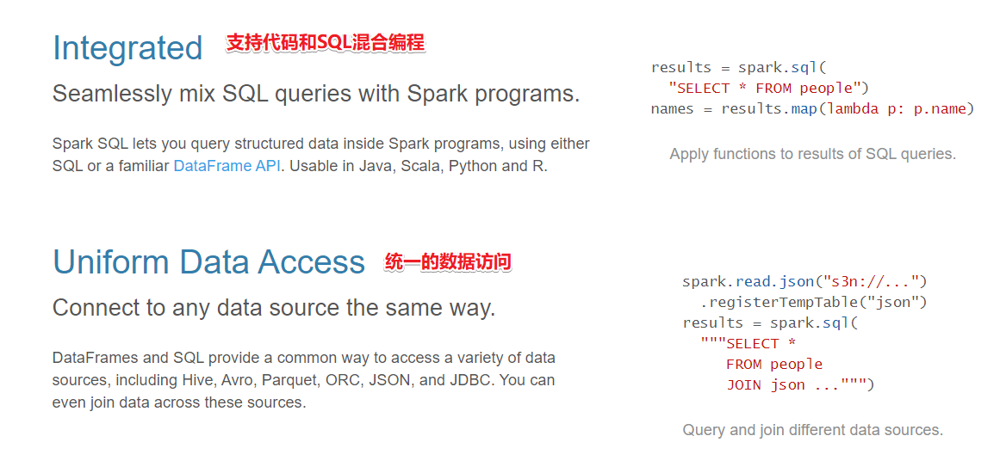 Integrated 支持代码和SQL混合编程
Seamlessly mix SQL queries with Spark programs.
Spark SQL lets you query structured data inside Spark programs, using either
SQL or a familiar DataFrame API. Usable in Java, Scala, Python and R.
results = spark.sql(
"SELECT * FROM people")
names = results.map(lambda p: p.name)
Apply functions to results of SQL queries.
Uniform Data Access 统一的数据访问
Connect to any data source the same way.
DataFrames and SQL provide a common way to access a variety of data
sources, including Hive, Avro, Parquet, ORC, JSON, and JDBC. You can
even join data across these sources.
spark.read.json("s3n://...")
.registerTempTable("json")
results = spark.sql(
"""SELECT *
FROM people
JOIN json ...""")
Query and join different data sources.